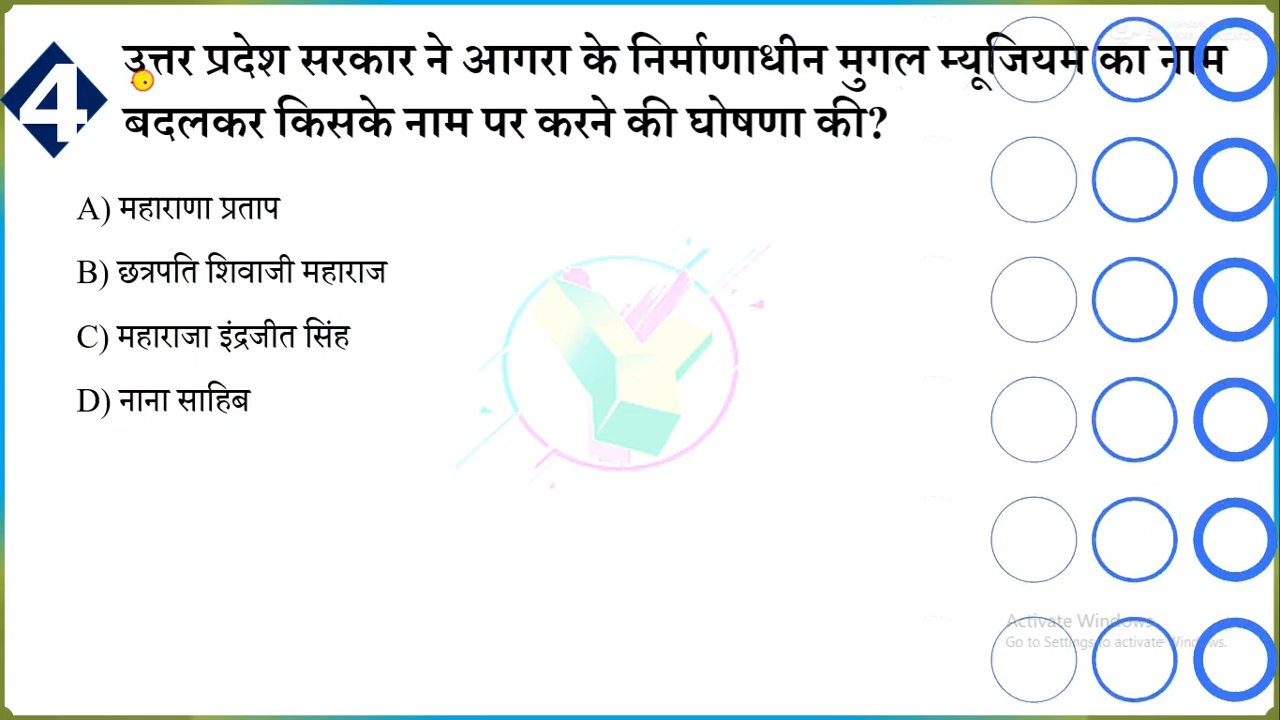 4
उत्तर प्रदेश सरकार ने आगरा के निर्माणाधीन मुगल म्यूजियम का नाम
बदलकर किसके नाम पर करने की घोषणा की?
A) महाराणा प्रताप
B) छत्रपति शिवाजी महाराज
C) महाराजा इंद्रजीत सिंह
D) नाना साहिब
Activate Windows
Go to Settings to activate Windows.